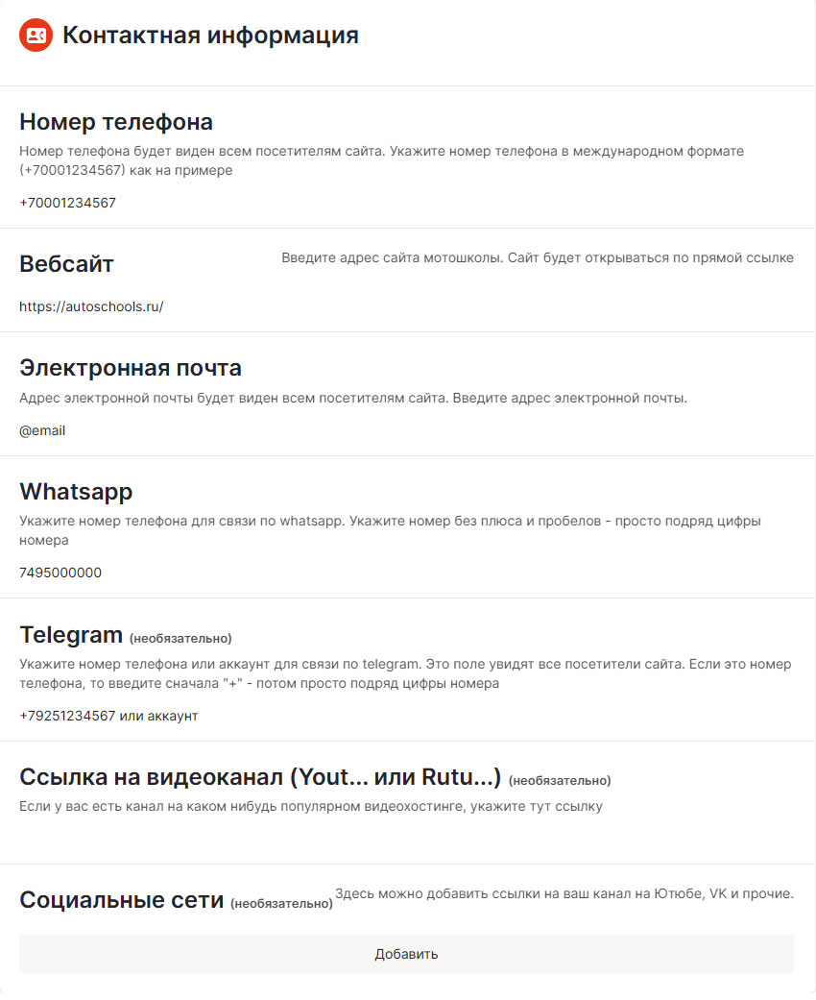 Контактная информация
Номер телефона
Номер телефона будет виден всем посетителям сайта. Укажите номер телефона в международном формате
(+70001234567) как на примере
+70001234567
Вебсайт
Введите адрес сайта мотошколы. Сайт будет открываться по прямой ссылке
https://autoschools.ru/
Электронная почта
Адрес электронной почты будет виден всем посетителям сайта. Введите адрес электронной почты.
@email
Whatsapp
Укажите номер телефона для связи по whatsapp. Укажите номер без плюса и пробелов - просто подряд цифры
номера
7495000000
Telegram (необязательно)
Укажите номер телефона или аккаунт для связи по telegram. Это поле увидят все посетители сайта. Если это номер
телефона, то введите сначала "+" - потом просто подряд цифры номера
+79251234567 или аккаунт
Ссылка на видеоканал (Yout... или Rutu...) (необязательно)
Если у вас есть канал на каком нибудь популярном видеохостинге, укажите тут ссылку
Социальные сети (необязательно)
Здесь можно добавить ссылки на ваш канал на Ютюбе, VK и прочие.
Добавить